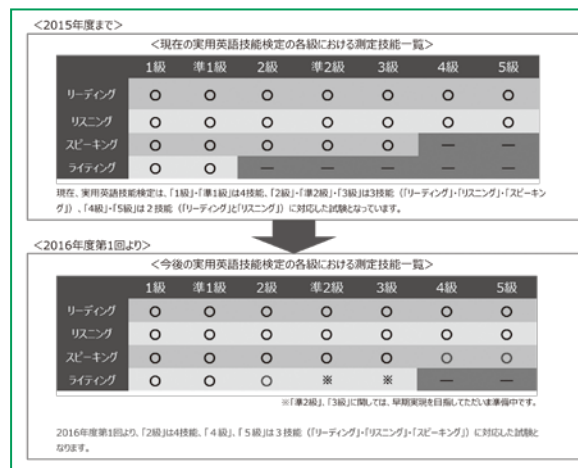 <2015年度まで>
<現在の実用英語技能検定の各級における測定技能一覧>
1級 準1級 2級 準2級 3級 4級 5級
リーディング ○ ○ ○ ○ ○ ○ ○
リスニング ○ ○ ○ ○ ○ ○ ○
スピーキング ○ ○ ○ ○ ○ — —
ライティング ○ ○ — — — — —
現在、実用英語技能検定は、「1級」・「準1級」は4技能、「2級」・「準2級」・「3級」は3技能（「リーディング」・「リスニング」・「スピーキン
グ」）、「4級」・「5級」は２技能（「リーディング」と「リスニング」）に対応した試験となっています。
<2016年度第1回より>
<今後の実用英語技能検定の各級における測定技能一覧>
1級 準1級 2級 準2級 3級 4級 5級
リーディング ○ ○ ○ ○ ○ ○ ○
リスニング ○ ○ ○ ○ ○ ○ ○
スピーキング ○ ○ ○ ○ ○ ○ ○
ライティング ○ ○ ○ ※ ※ — —
※「準2級」、「3級」に関しては、早期実現を目指してただいま準備中です。
2016年度第1回より、「2級」は4技能、「４級」、「５級」は３技能（「リーディング」・「リスニング」・「スピーキング」）に対応した試験と
なります。